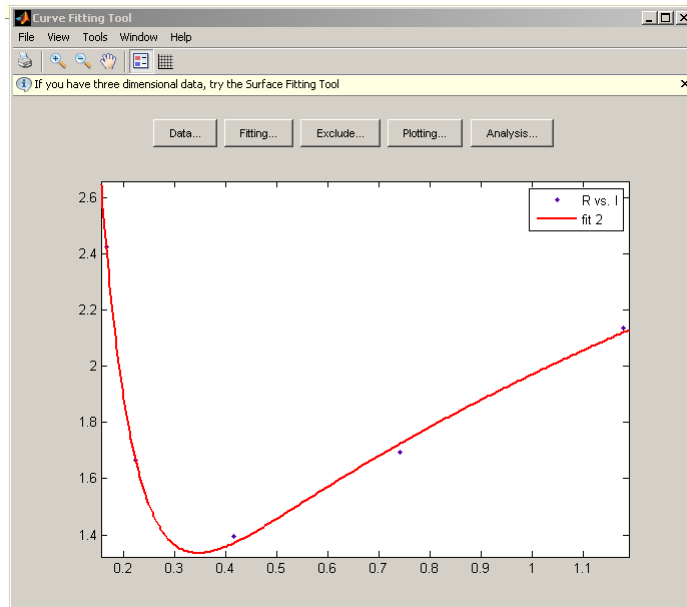 Curve Fitting Tool
File View Tools Window Help
If you have three dimensional data, try the Surface Fitting Tool
Data... Fitting... Exclude... Plotting... Analysis...
R vs. I
fit 2
2.6
2.4
2.2
2
1.8
1.6
1.4
0.2 0.3 0.4 0.5 0.6 0.7 0.8 0.9 1 1.1